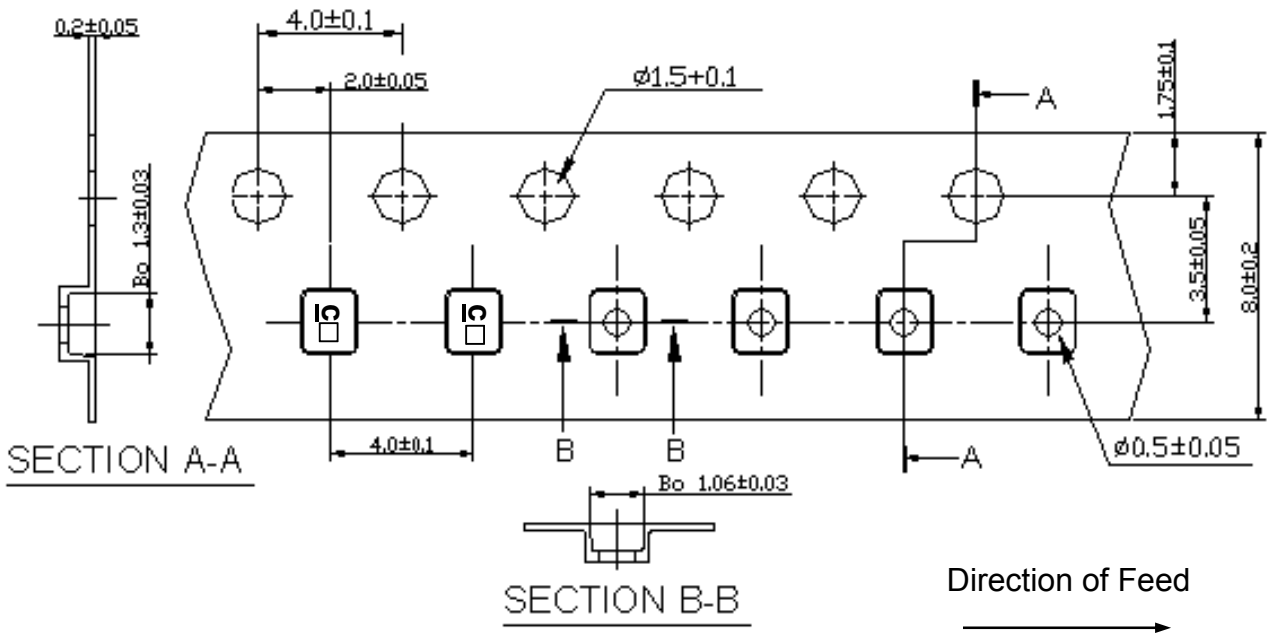 0.2±0.05
4.0±0.1
2.0±0.05
ø1.5+0.1
A
1.75±0.1
Bo 1.3±0.03
3.5±0.05
8.0±0.2
C
C
4.0±0.1
B
B
A
ø0.5±0.05
SECTION A-A
Bo 1.06±0.03
SECTION B-B
Direction of Feed